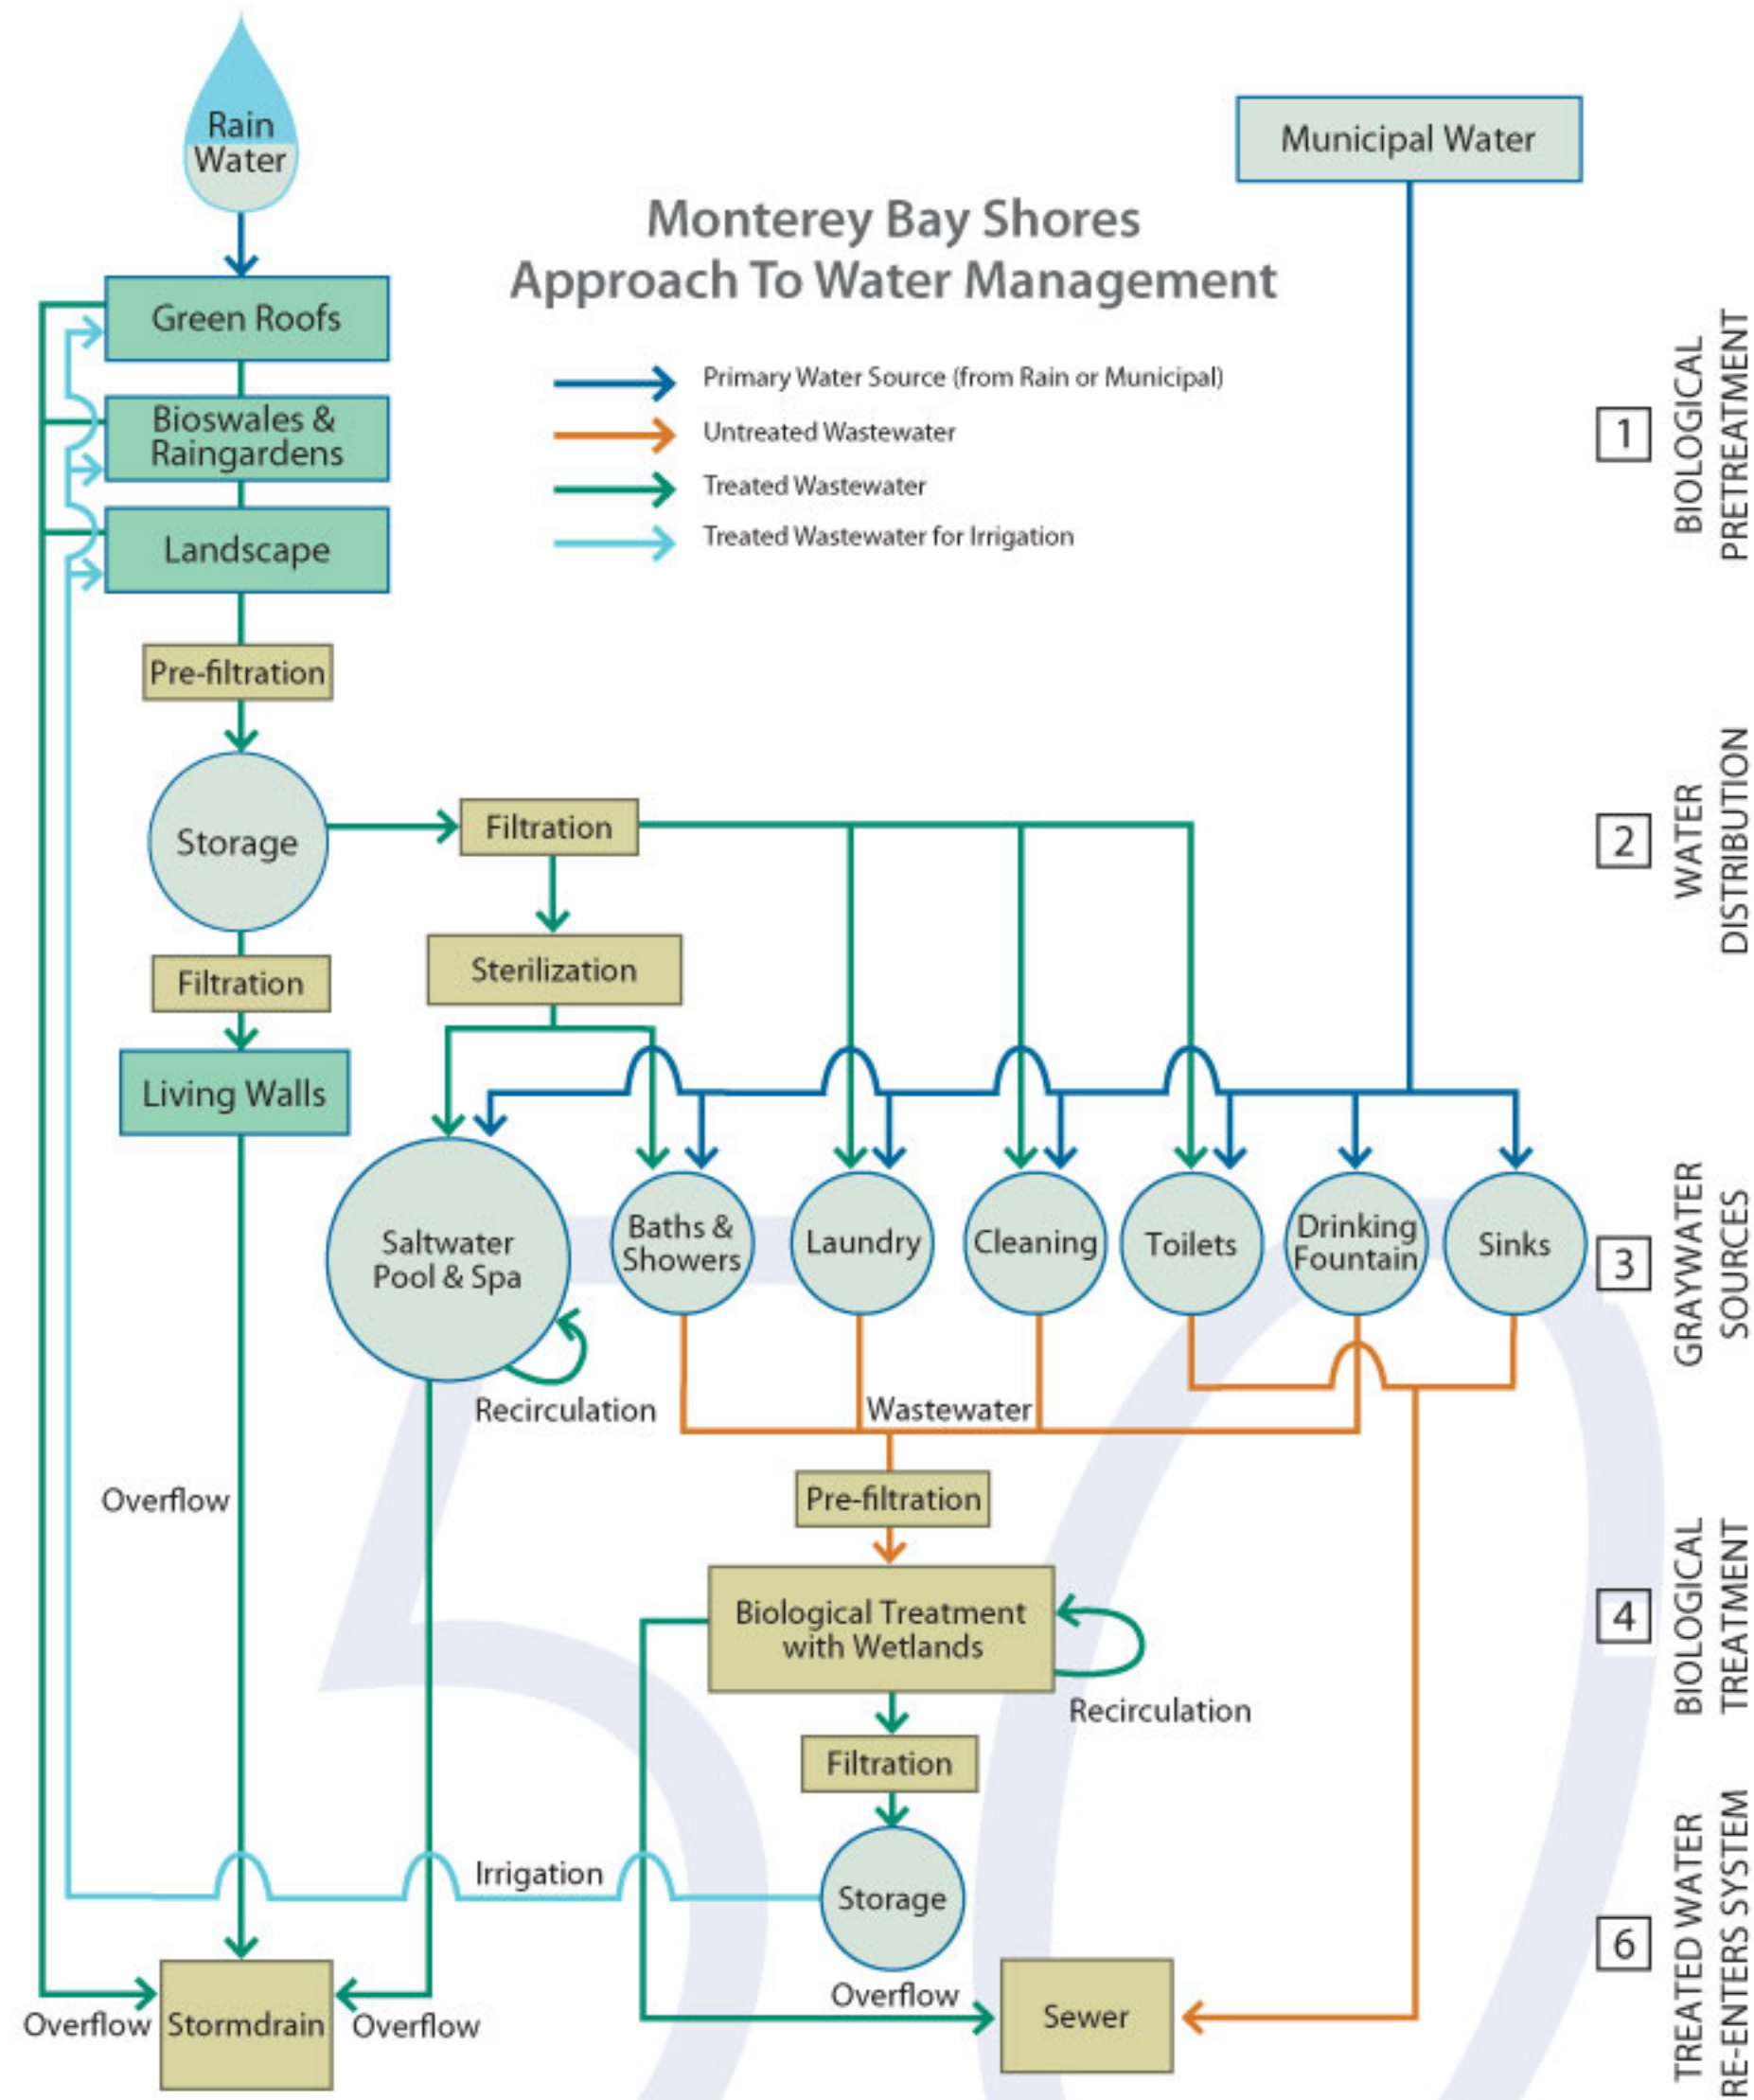 Rain
Water
Municipal Water
Monterey Bay Shores
Approach To Water Management
Primary Water Source (from Rain or Municipal)
Untreated Wastewater
Treated Wastewater
Treated Wastewater for Irrigation
Green Roofs
Bioswales &
Raingardens
Landscape
Pre-filtration
1
BIOLOGICAL
PRETREATMENT
Storage
Filtration
Sterilization
Filtration
Living Walls
2
WATER
DISTRIBUTION
Saltwater
Pool & Spa
Baths &
Showers
Laundry
Cleaning
Toilets
Drinking
Fountain
Sinks
3
GRAYWATER
SOURCES
Recirculation
Wastewater
Overflow
Pre-filtration
Biological Treatment
with Wetlands
Recirculation
Filtration
4
BIOLOGICAL
TREATMENT
Irrigation
Storage
Overflow
Stormdrain
Overflow
Overflow
Sewer
6
TREATED WATER
RE-ENTERS SYSTEM
50